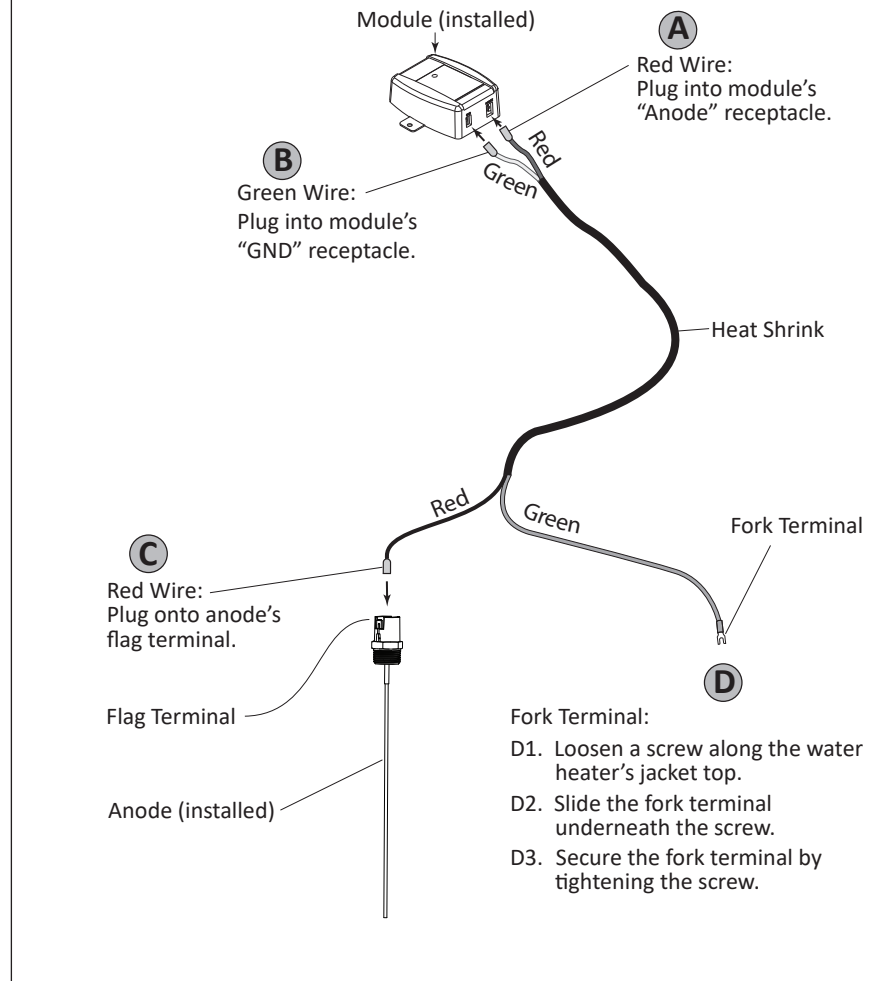 Module (installed)
A
Red Wire:
Plug into module’s
“Anode” receptacle.
Red
Green
B
Green Wire:
Plug into module’s
“GND” receptacle.
Heat Shrink
Red
Green
Fork Terminal
C
Red Wire:
Plug onto anode’s
flag terminal.
Flag Terminal
Anode (installed)
D
Fork Terminal:
D1. Loosen a screw along the water
heater’s jacket top.
D2. Slide the fork terminal
underneath the screw.
D3. Secure the fork terminal by
tightening the screw.